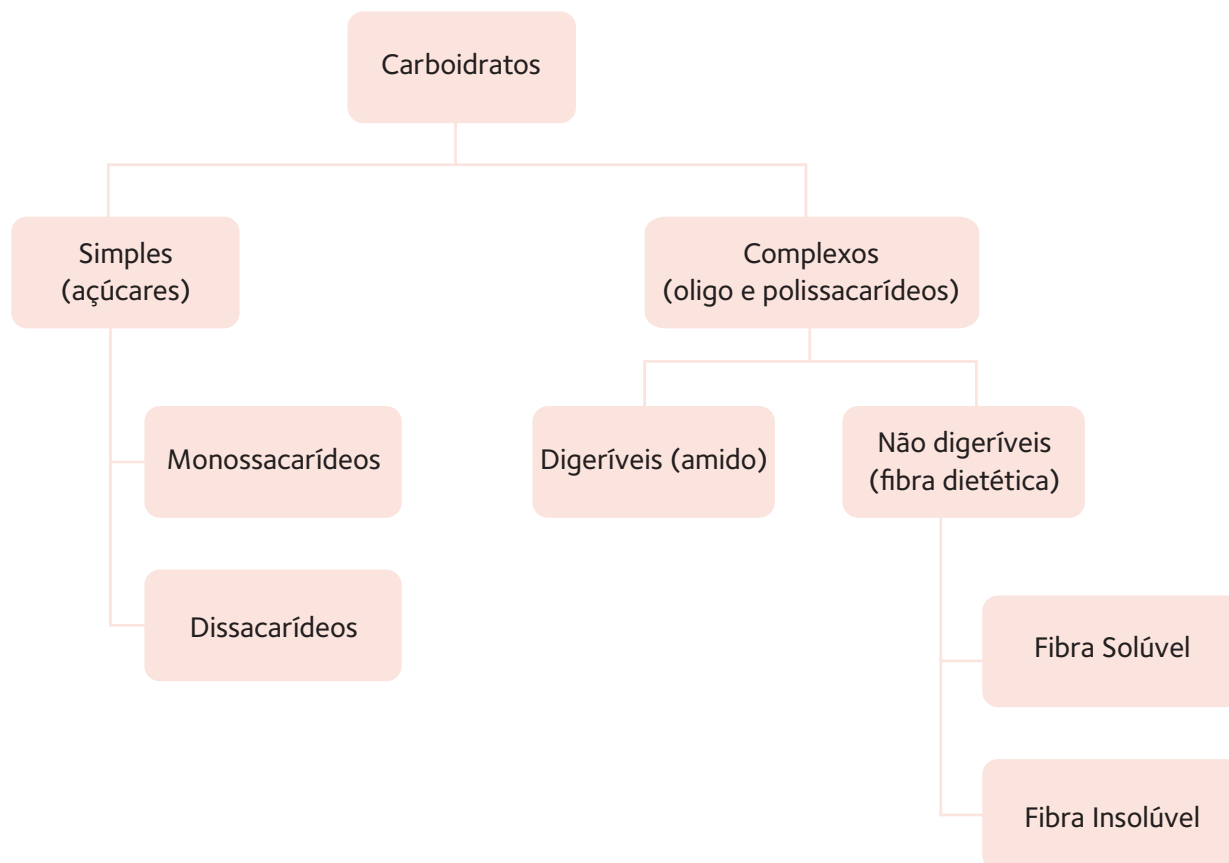 Carboidratos
Simples
(açúcares)
Complexos
(oligo e polissacarídeos)
Monossacarídeos
Digeríveis (amido)
Não digeríveis
(fibra dietética)
Dissacarídeos
Fibra Solúvel
Fibra Insolúvel